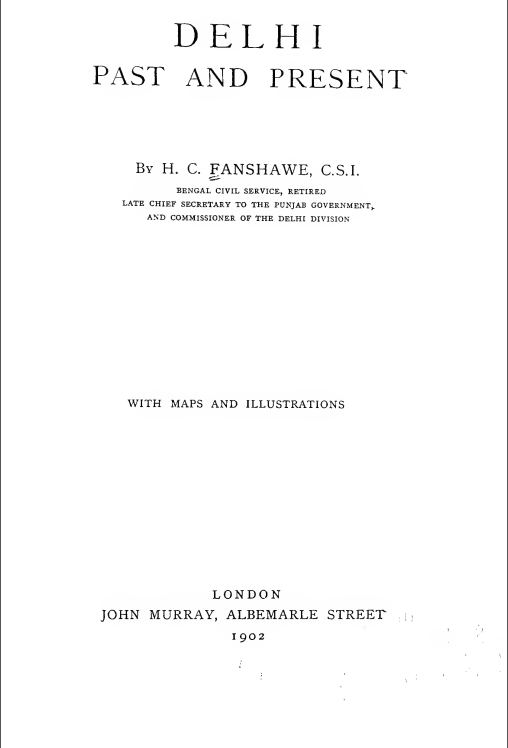 DELHI
PAST AND PRESENT
By H. C. FANSHAWE, C.S.I.
BENGAL CIVIL SERVICE, RETIRED
LATE CHIEF SECRETARY TO THE PUNJAB GOVERNMENT,
AND COMMISSIONER OF THE DELHI DIVISION
WITH MAPS AND ILLUSTRATIONS
LONDON
JOHN MURRAY, ALBEMARLE STREET
1902